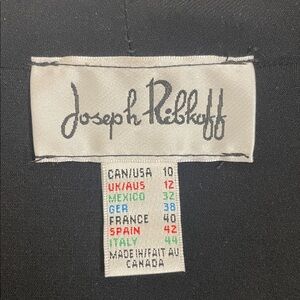 Joseph Ribkoff
CAN/USA 10
UK/AUS 12
MEXICO 32
GER 38
FRANCE 40
SPAIN 42
ITALY 44
MADE IN/FAIT AU
CANADA